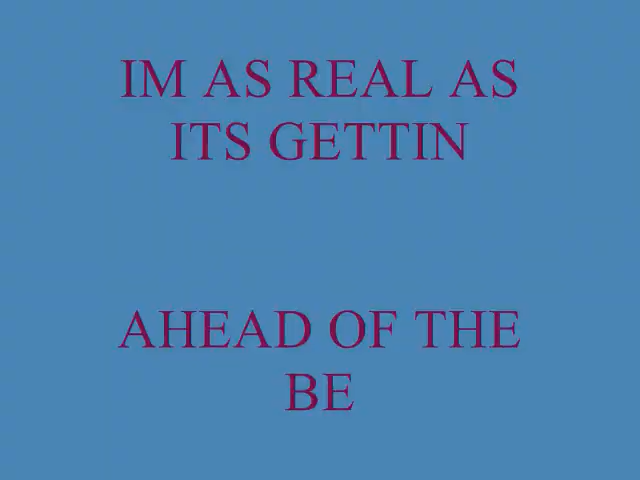 IM AS REAL AS
ITS GETTIN
AHEAD OF THE
BE